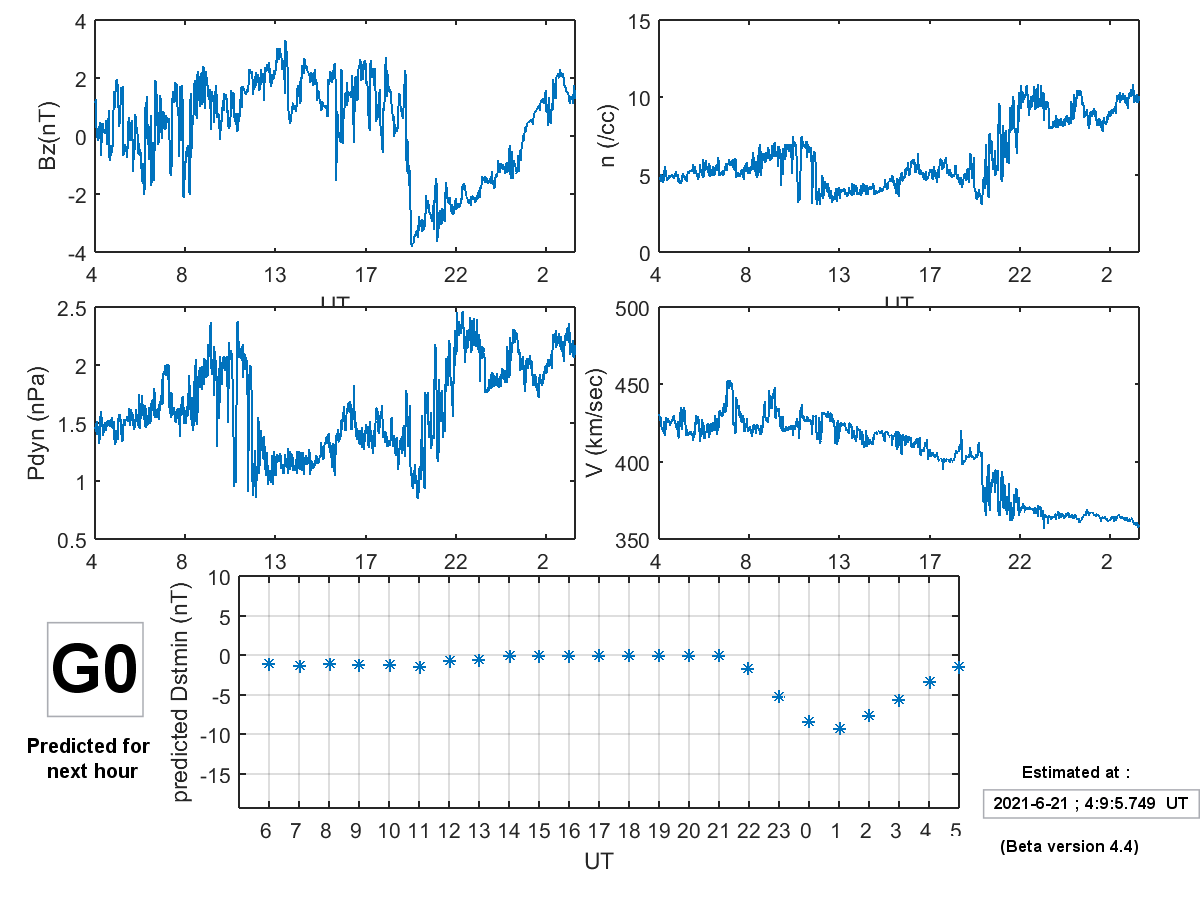 4
2
0
-2
-4
Bz(nT)
4 8 13 17 22 2
UT
15
10
5
0
n (/cc)
4 8 13 17 22 2
UT
2.5
2
1.5
1
0.5
Pdyn (nPa)
4 8 13 17 22 2
500
450
400
350
V (km/sec)
4 8 13 17 22 2
10
5
0
-5
-10
-15
predicted Dstmin (nT)
6 7 8 9 10 11 12 13 14 15 16 17 18 19 20 21 22 23 0 1 2 3 4 5
UT
G0
Predicted for
next hour
Estimated at :
2021-6-21 ; 4:9:5.749 UT
(Beta version 4.4)